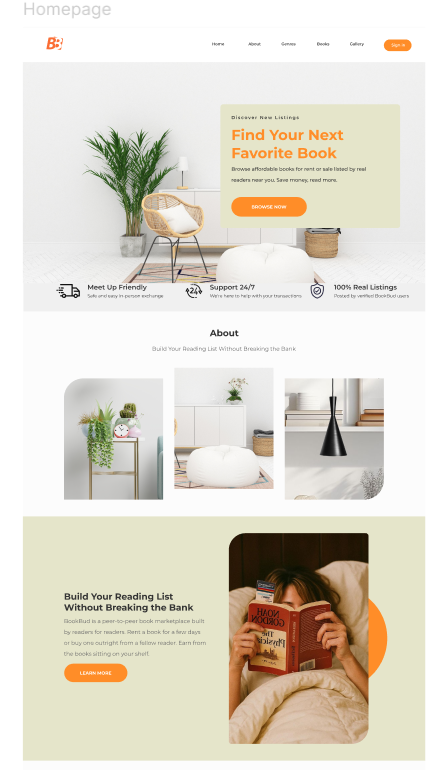 Homepage
BB
Home About Genres Books Gallery Sign In
Discover New Listings
Find Your Next
Favorite Book
Browse affordable books for rent or sale listed by real
readers near you. Save money, read more.
BROWSE NOW
Meet Up Friendly
Safe and easy in-person exchange
24
Support 24/7
We're here to help with your transactions
100% Real Listings
Posted by verified BookBud users
About
Build Your Reading List Without Breaking the Bank
NOAH
GORDON
The
Physician
Build Your Reading List
Without Breaking the Bank
BookBud is a peer-to-peer book marketplace built
by readers for readers. Rent a book for a few days
or buy one outright from a fellow reader. Earn from
the books sitting on your shelf.
LEARN MORE